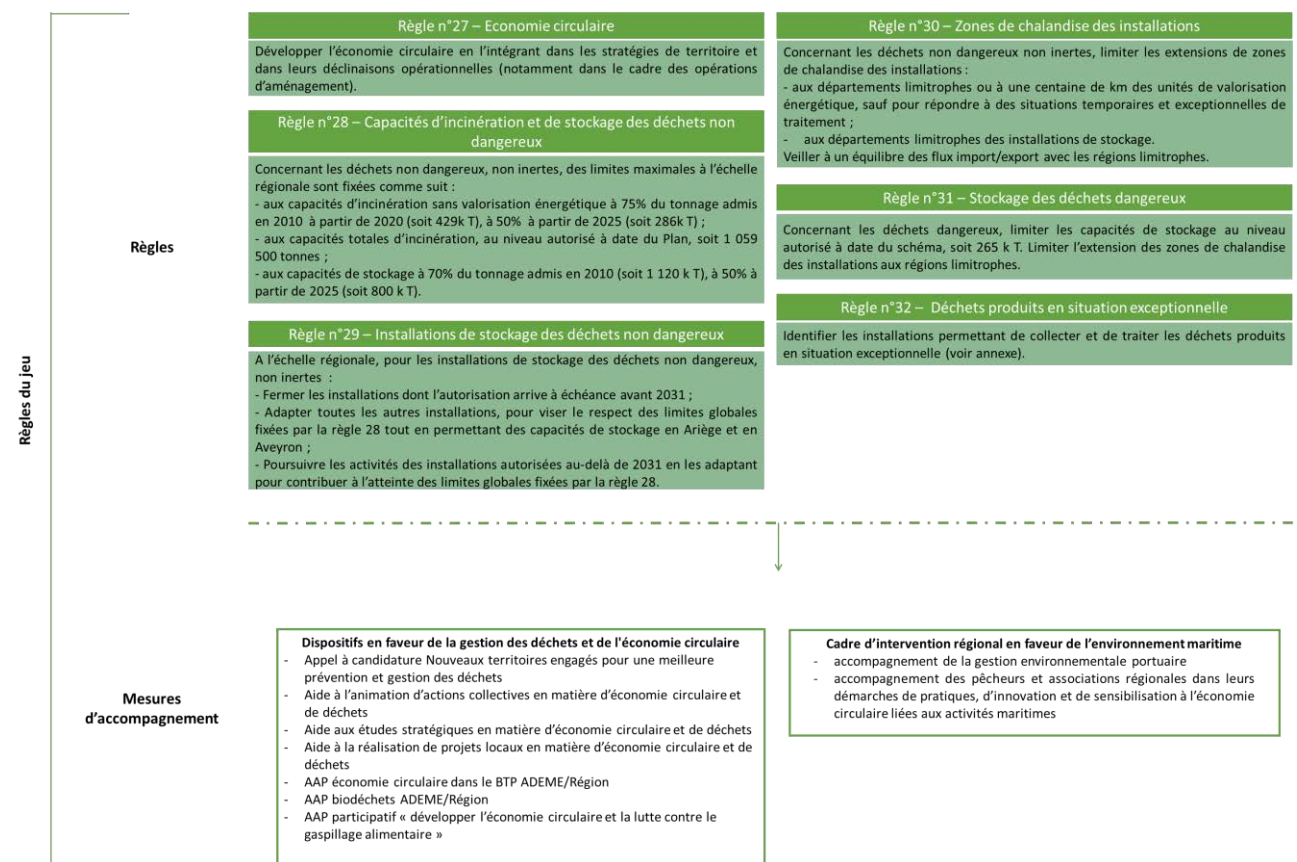 Règles du jeu
Règles
Règle n°27 – Economie circulaire
Développer l'économie circulaire en l'intégrant dans les stratégies de territoire et
dans leurs déclinaisons opérationnelles (notamment dans le cadre des opérations
d'aménagement).
Règle n°28 – Capacités d'incinération et de stockage des déchets non
dangereux
Concernant les déchets non dangereux, non inertes, des limites maximales à l'échelle
régionale sont fixées comme suit :
- aux capacités d'incinération sans valorisation énergétique à 75% du tonnage admis
en 2010 à partir de 2020 (soit 429k T), à 50% à partir de 2025 (soit 286k T) ;
- aux capacités totales d'incinération, au niveau autorisé à date du Plan, soit 1 059
500 tonnes ;
- aux capacités de stockage à 70% du tonnage admis en 2010 (soit 1 120 k T), à 50% à
partir de 2025 (soit 800 k T).
Règle n°29 – Installations de stockage des déchets non dangereux
A l'échelle régionale, pour les installations de stockage des déchets non dangereux,
non inertes :
- Fermer les installations dont l'autorisation arrive à échéance avant 2031 ;
- Adapter toutes les autres installations, pour viser le respect des limites globales
fixées par la règle 28 tout en permettant des capacités de stockage en Ariège et en
Aveyron ;
- Poursuivre les activités des installations autorisées au-delà de 2031 en les adaptant
pour contribuer à l'atteinte des limites globales fixées par la règle 28.
Règle n°30 – Zones de chalandise des installations
Concernant les déchets non dangereux non inertes, limiter les extensions de zones
de chalandise des installations :
- aux départements limitrophes ou à une centaine de km des unités de valorisation
énergétique, sauf pour répondre à des situations temporaires et exceptionnelles de
traitement ;
- aux départements limitrophes des installations de stockage.
Veiller à un équilibre des flux import/export avec les régions limitrophes.
Règle n°31 – Stockage des déchets dangereux
Concernant les déchets dangereux, limiter les capacités de stockage au niveau
autorisé à date du schéma, soit 265 k T. Limiter l'extension des zones de chalandise
des installations aux régions limitrophes.
Règle n°32 – Déchets produits en situation exceptionnelle
Identifier les installations permettant de collecter et de traiter les déchets produits
en situation exceptionnelle (voir annexe).
Mesures
d'accompagnement
Dispositifs en faveur de la gestion des déchets et de l'économie circulaire
- Appel à candidature Nouveaux territoires engagés pour une meilleure
prévention et gestion des déchets
- Aide à l'animation d'actions collectives en matière d'économie circulaire et
de déchets
- Aide aux études stratégiques en matière d'économie circulaire et de déchets
- Aide à la réalisation de projets locaux en matière d'économie circulaire et de
déchets
- AAP économie circulaire dans le BTP ADEME/Région
- AAP biodéchets ADEME/Région
- AAP participatif « développer l'économie circulaire et la lutte contre le
gaspillage alimentaire »
Cadre d'intervention régional en faveur de l'environnement maritime
- accompagnement de la gestion environnementale portuaire
- accompagnement des pêcheurs et associations régionales dans leurs
démarches de pratiques, d'innovation et de sensibilisation à l'économie
circulaire liées aux activités maritimes